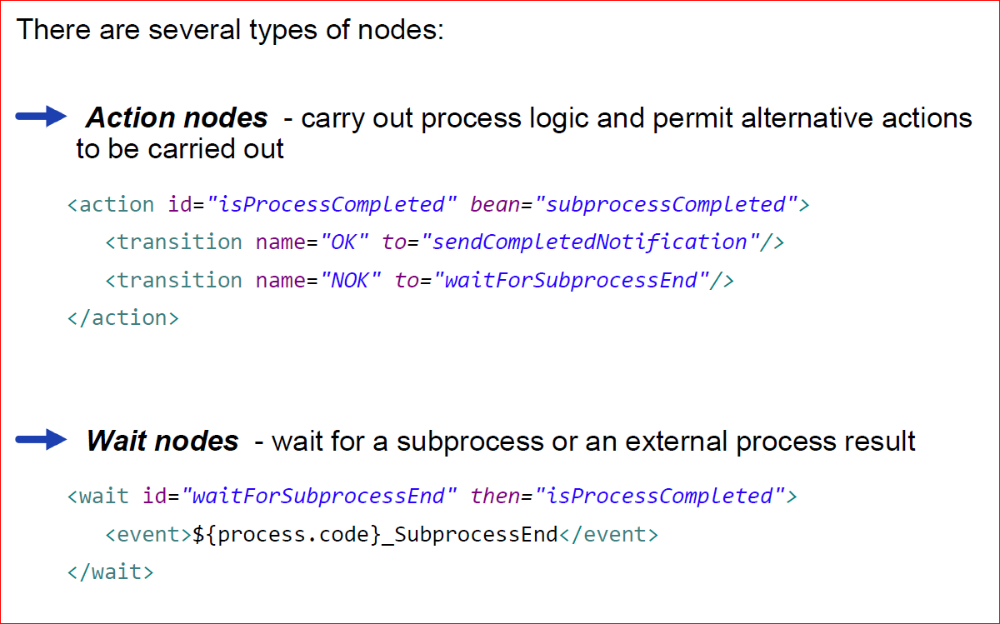 There are several types of nodes:
Action nodes - carry out process logic and permit alternative actions
to be carried out
<action id="isProcessCompleted" bean="subprocessCompleted">
<transition name="OK" to="sendCompletedNotification"/>
<transition name="NOK" to="waitForSubprocessEnd"/>
</action>
Wait nodes - wait for a subprocess or an external process result
<wait id="waitForSubprocessEnd" then="isProcessCompleted">
<event>${process.code}_SubprocessEnd</event>
</wait>